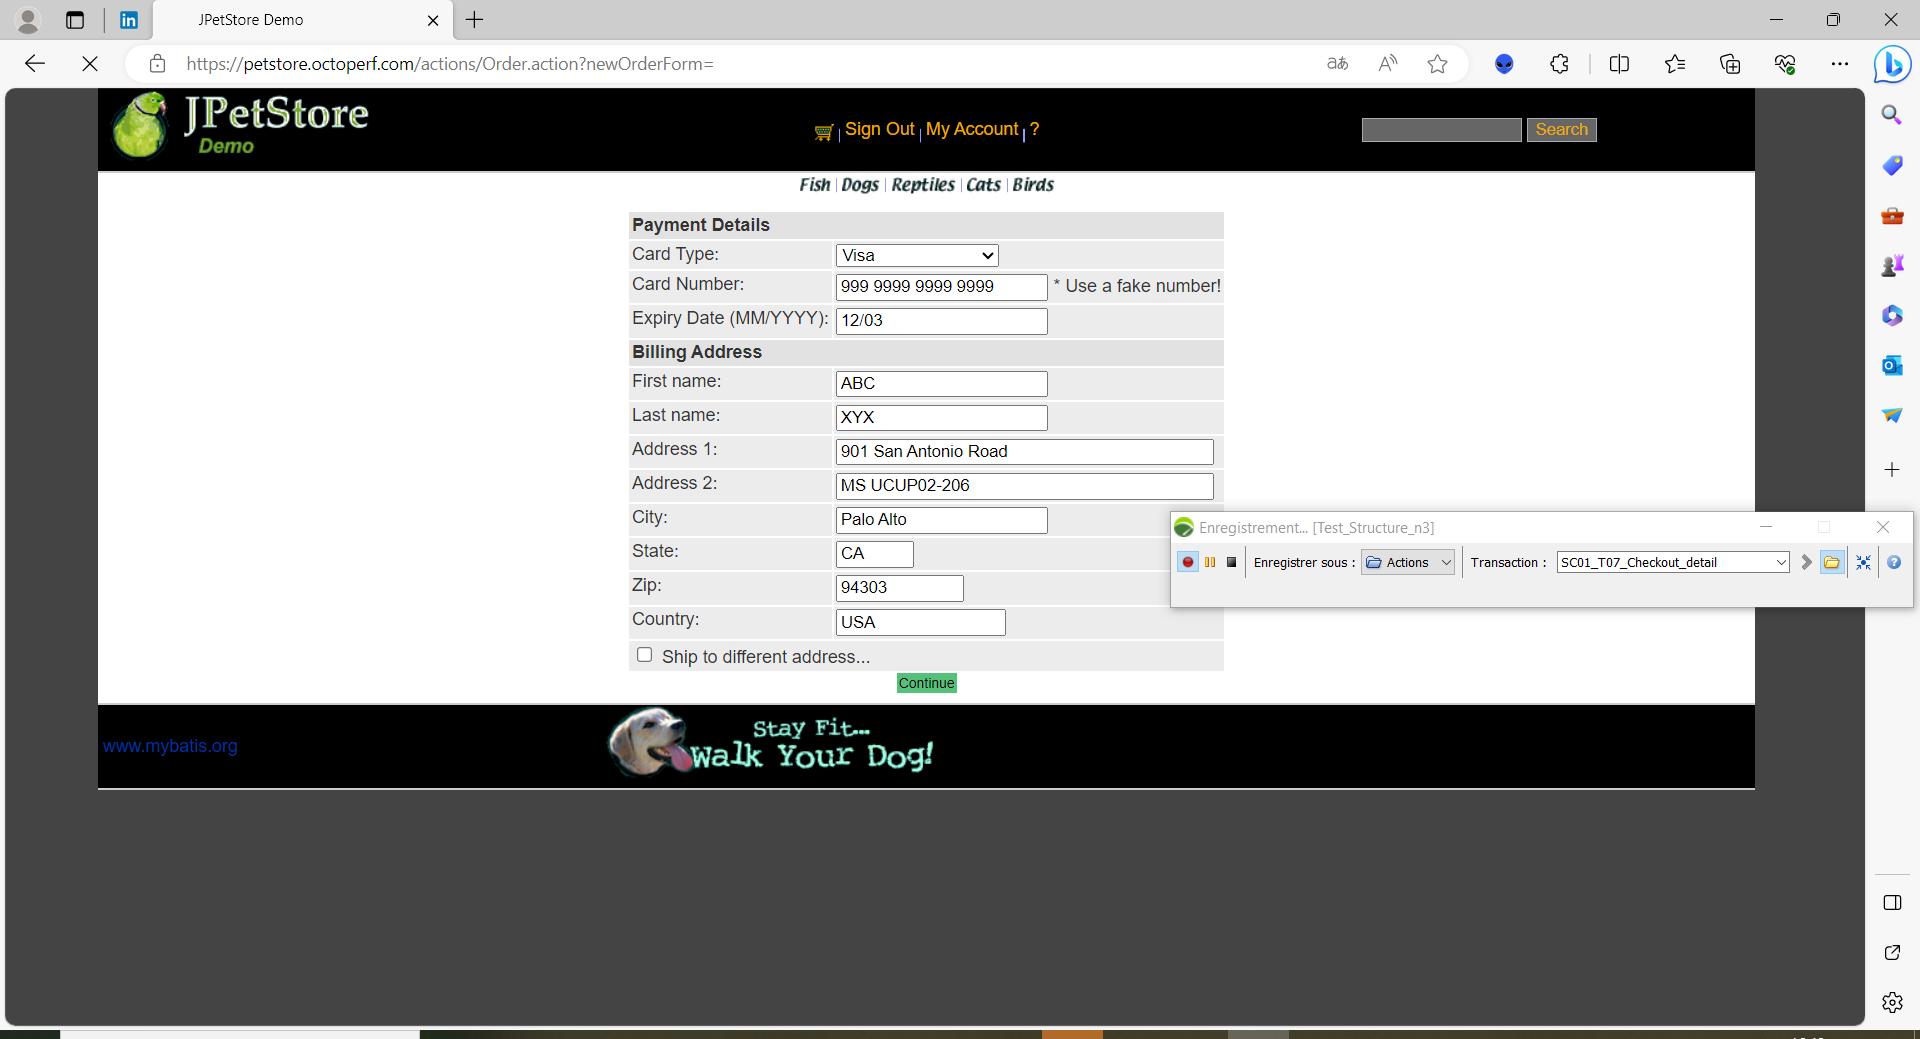 JPetStore Demo
https://petstore.octoperf.com/actions/Order.action?newOrderForm=
JPetStore
Demo
Sign Out | My Account | ?
Search
Fish | Dogs | Reptiles | Cats | Birds
Payment Details
Card Type: Visa
Card Number: 999 9999 9999 9999 * Use a fake number!
Expiry Date (MM/YYYY): 12/03
Billing Address
First name: ABC
Last name: XYX
Address 1: 901 San Antonio Road
Address 2: MS UCUP02-206
City: Palo Alto
State: CA
Zip: 94303
Country: USA
Ship to different address...
Continue
Enregistrement... [Test_Structure_n3]
Enregistrer sous : Actions Transaction : SC01_T07_Checkout_detail
www.mybatis.org
Stay Fit...
Walk Your Dog!